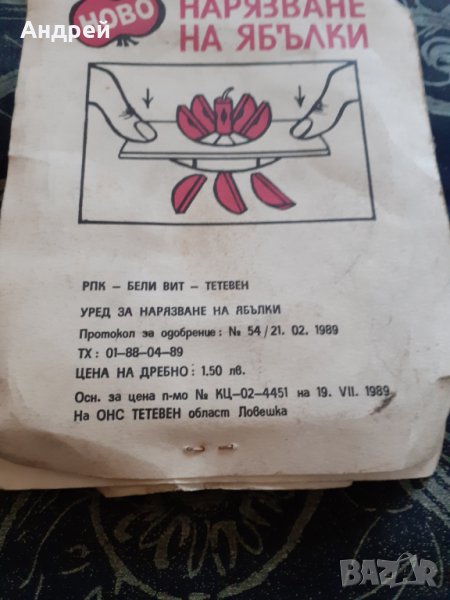 Андрей
НОВО
НАРЯЗВАНЕ
НА ЯБЪЛКИ
РПК – БЕЛИ ВИТ – ТЕТЕВЕН
УРЕД ЗА НАРЯЗВАНЕ НА ЯБЪЛКИ
Протокол за одобрение: № 54/21. 02. 1989
ТХ: 01–88–04–89
ЦЕНА НА ДРЕБНО: 1.50 лв.
Осн. за цена п-мо № КЦ–02–4451 на 19. VII. 1989
На ОНС ТЕТЕВЕН област Ловешка
BAZAR